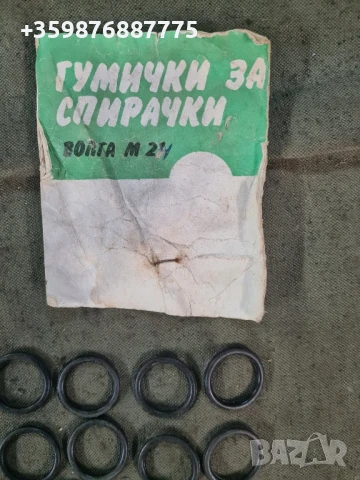 +359876887775
ГУМИЧКИ ЗА
СПИРАЧКИ
ВОЛГА М 24
BAZAR